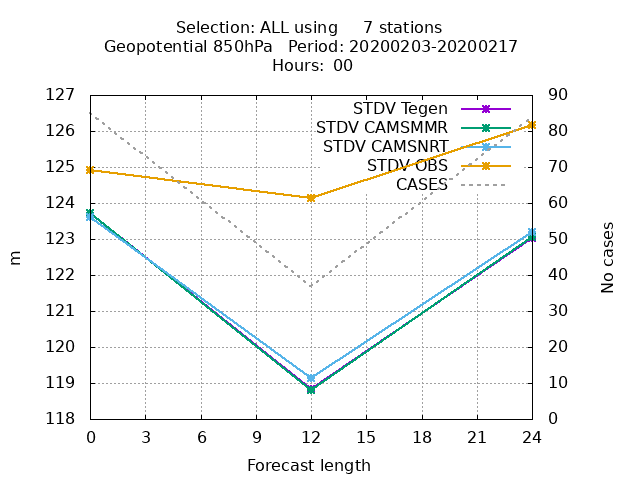 Selection: ALL using     7 stations
Geopotential 850hPa   Period: 20200203-20200217
Hours:  00
127
126
125
124
123
122
121
120
119
118
m
90
80
70
60
50
40
30
20
10
0
No cases
STDV Tegen
STDV CAMSMMR
STDV CAMSNRT
STDV OBS
CASES
0 3 6 9 12 15 18 21 24
Forecast length